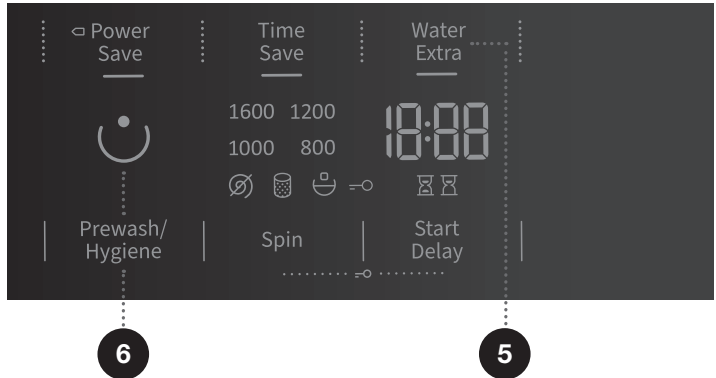 Power
Save
Time
Save
Water
Extra
1600 1200
1000 800
18:88
Prewash/
Hygiene
Spin
Start
Delay
6
5